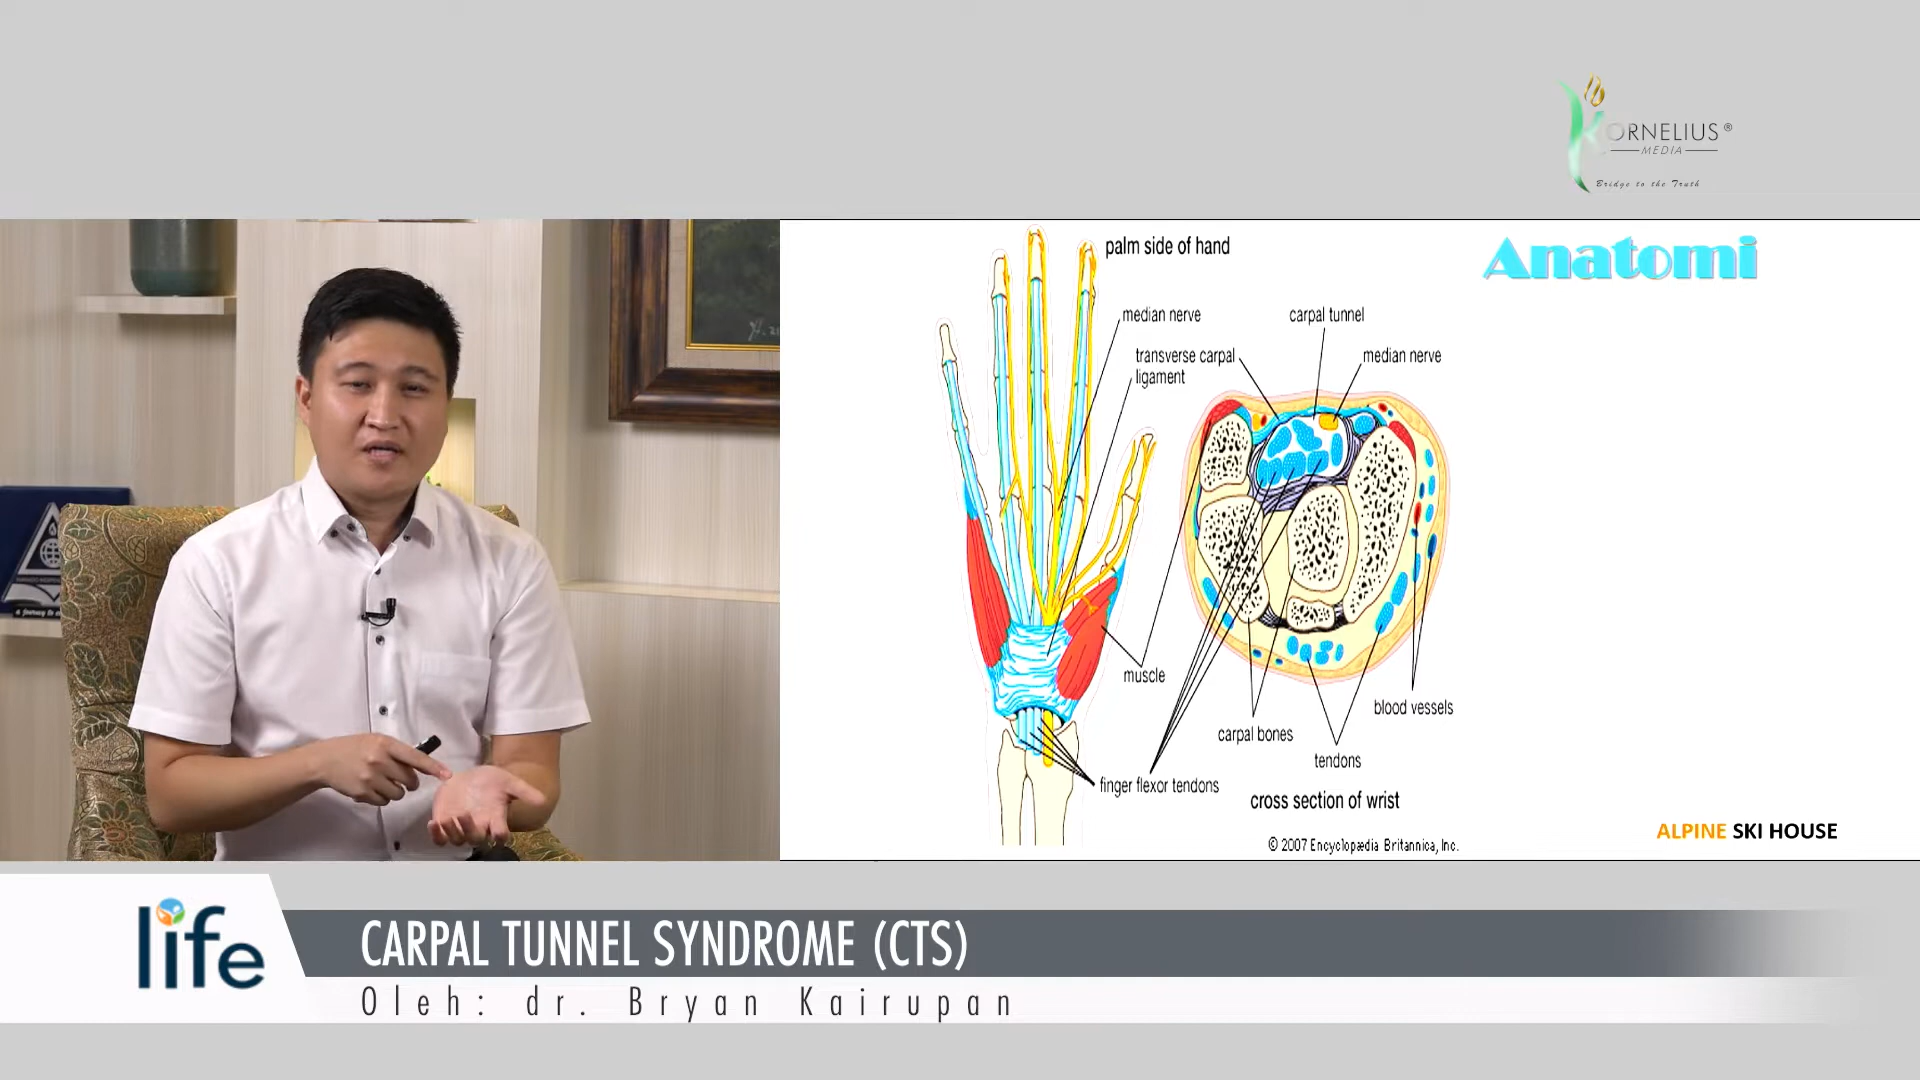 KORNELIUS®
MEDIA
Bridge to the Truth
Anatomi
palm side of hand
median nerve
transverse carpal
ligament
carpal tunnel
median nerve
muscle
finger flexor tendons
carpal bones
tendons
blood vessels
cross section of wrist
© 2007 Encyclopædia Britannica, Inc.
ALPINE SKI HOUSE
life
CARPAL TUNNEL SYNDROME (CTS)
Oleh: dr. Bryan Kairupan